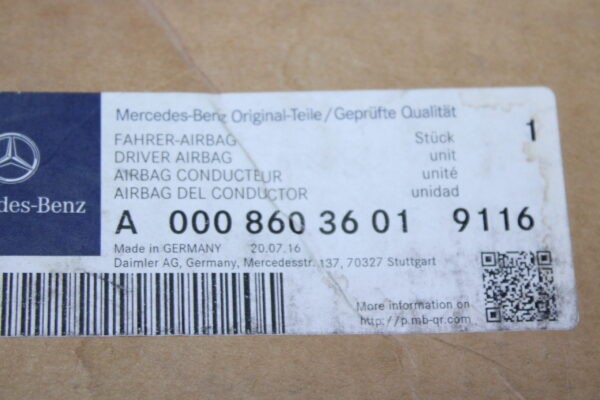 Mercedes-Benz Original-Teile/Geprüfte Qualität
FAHRER-AIRBAG Stück 1
DRIVER AIRBAG unit
AIRBAG CONDUCTEUR unité
AIRBAG DEL CONDUCTOR unidad
des-Benz
A 000 860 36 01 9116
Made in GERMANY 20.07.16
Daimler AG, Germany, Mercedesstr. 137, 70327 Stuttgart
More information on
http://p.mb-qr.com